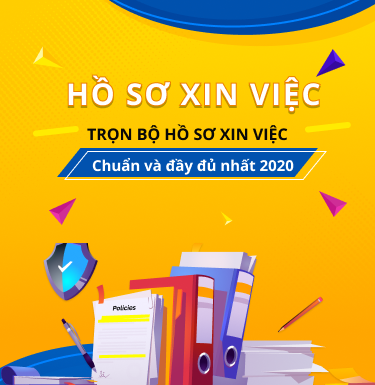 HỒ SƠ XIN VIỆC
TRỌN BỘ HỒ SƠ XIN VIỆC
Chuẩn và đầy đủ nhất 2020
Policies